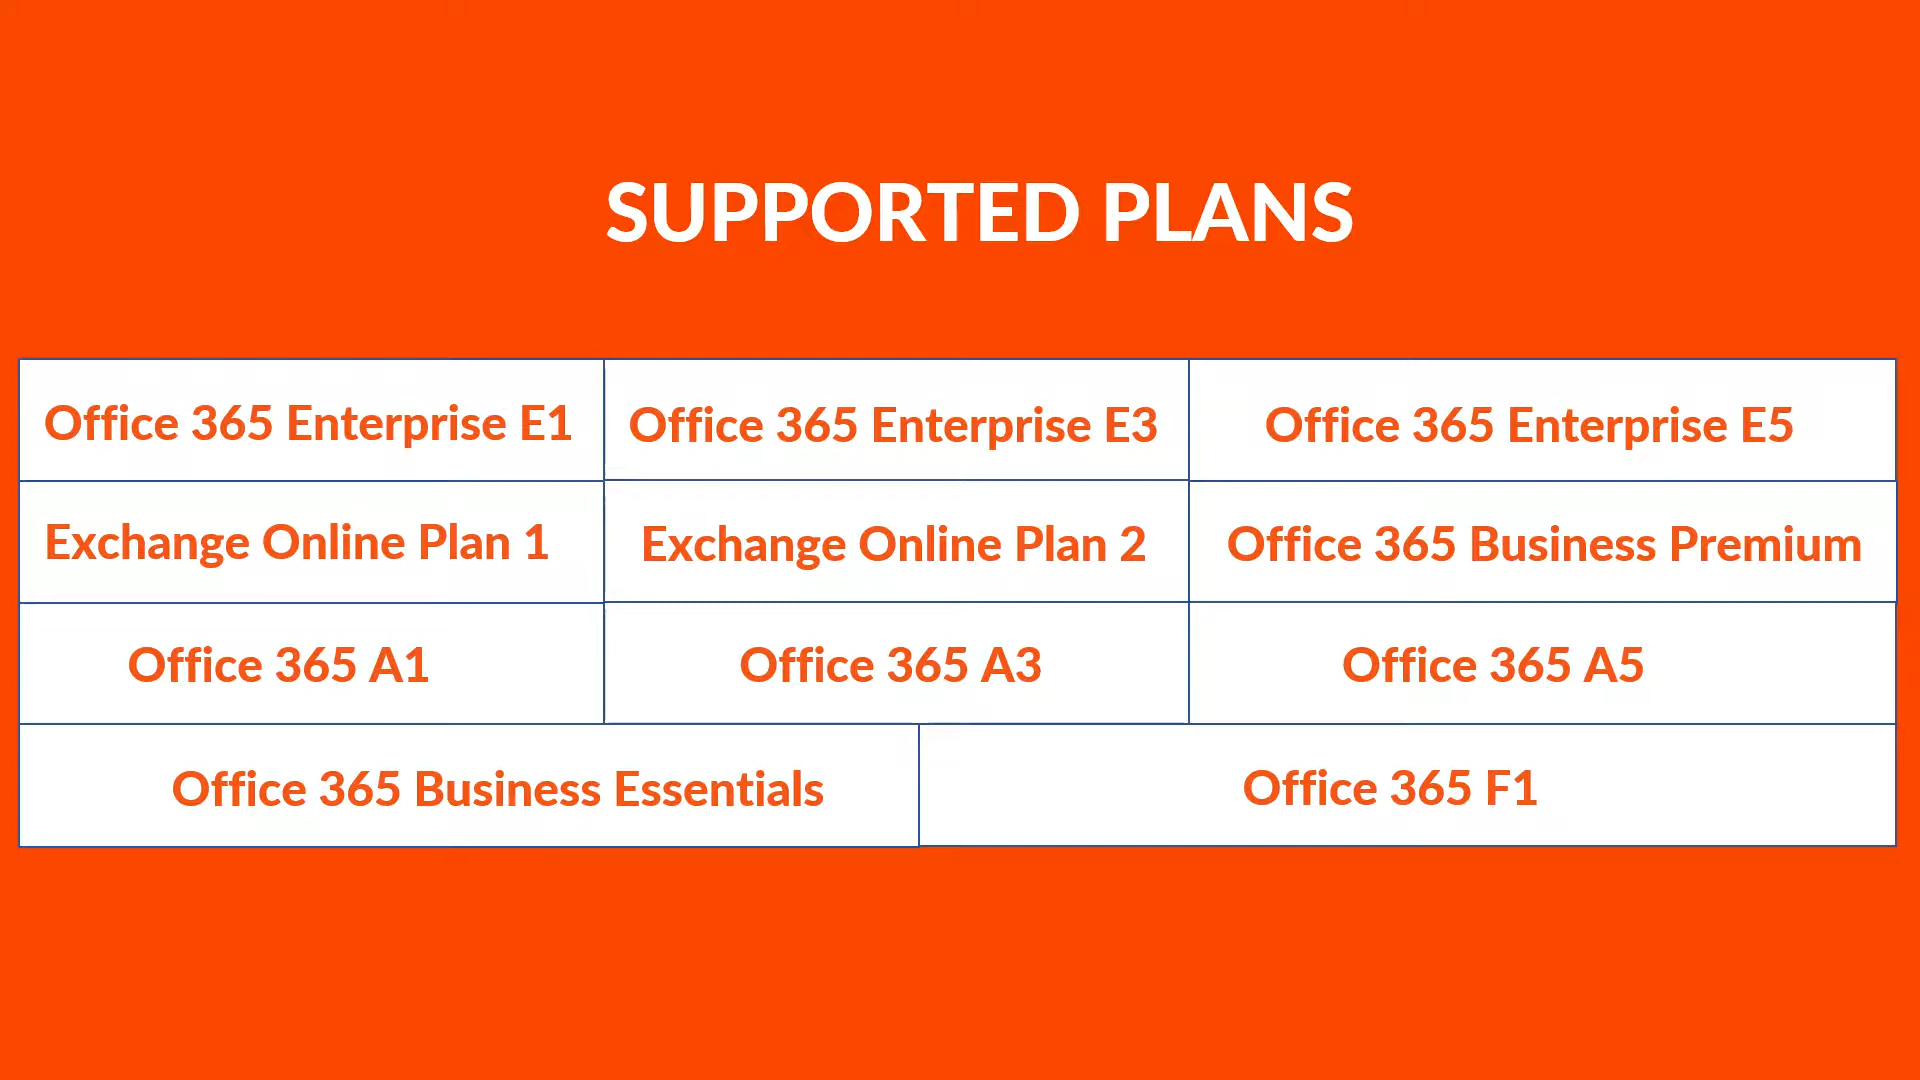 SUPPORTED PLANS
Office 365 Enterprise E1
Office 365 Enterprise E3
Office 365 Enterprise E5
Exchange Online Plan 1
Exchange Online Plan 2
Office 365 Business Premium
Office 365 A1
Office 365 A3
Office 365 A5
Office 365 Business Essentials
Office 365 F1